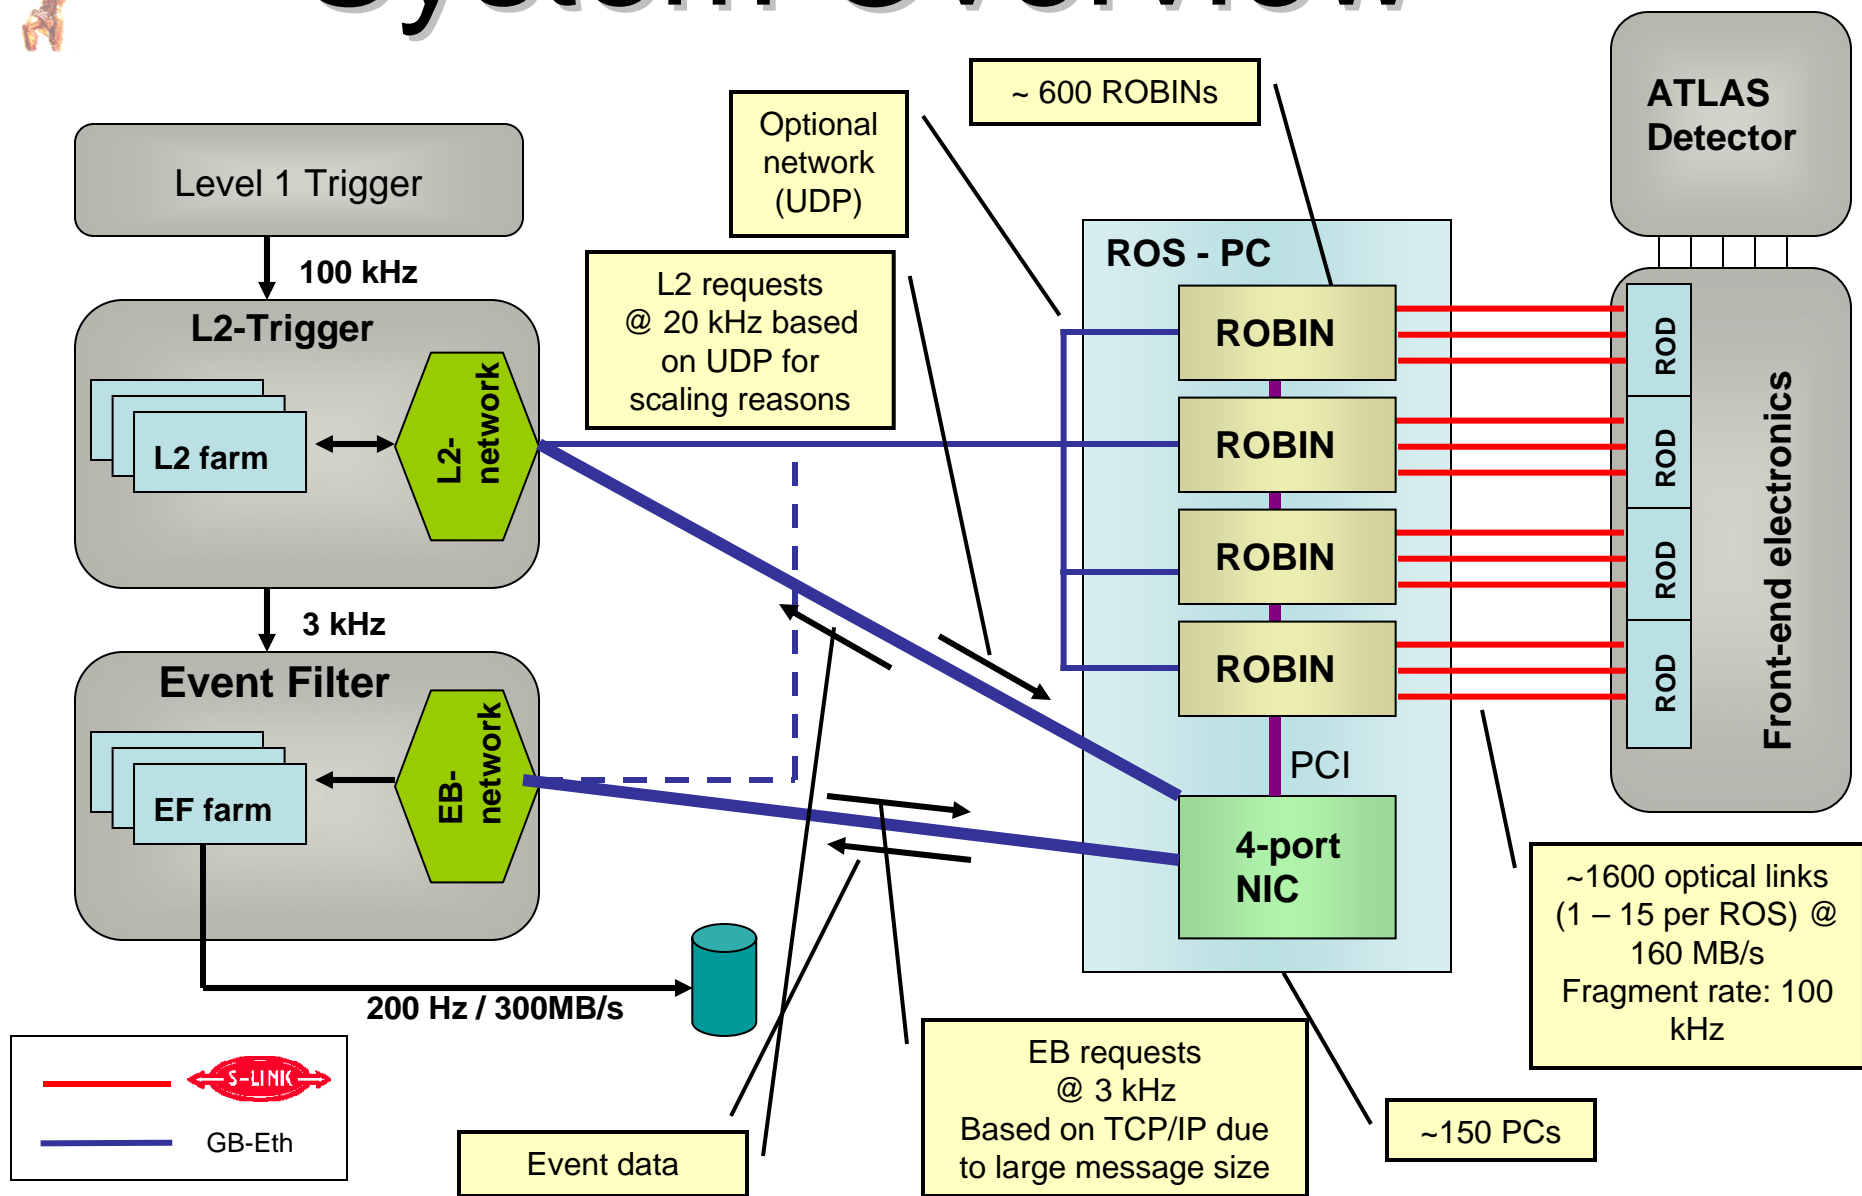 System Overview
~ 600 ROBINs
ATLAS
Detector
Optional
network
(UDP)
Level 1 Trigger
100 kHz
L2 requests
@ 20 kHz based
on UDP for
scaling reasons
ROS - PC
L2-Trigger
L2 farm
L2-
network
ROBIN
ROBIN
ROBIN
ROBIN
ROD
ROD
ROD
ROD
Front-end electronics
3 kHz
Event Filter
EF farm
EB-
network
PCI
4-port
NIC
~1600 optical links
(1 – 15 per ROS) @
160 MB/s
Fragment rate: 100
kHz
200 Hz / 300MB/s
S-LINK
GB-Eth
Event data
EB requests
@ 3 kHz
Based on TCP/IP due
to large message size
~150 PCs